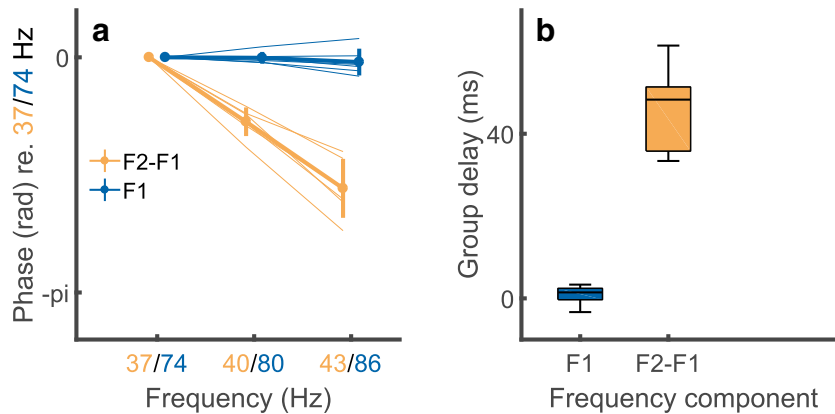 a
Phase (rad) re. 37/74 Hz
0
-pi
F2-F1
F1
37/74
40/80
43/86
Frequency (Hz)
b
Group delay (ms)
40
0
F1
F2-F1
Frequency component